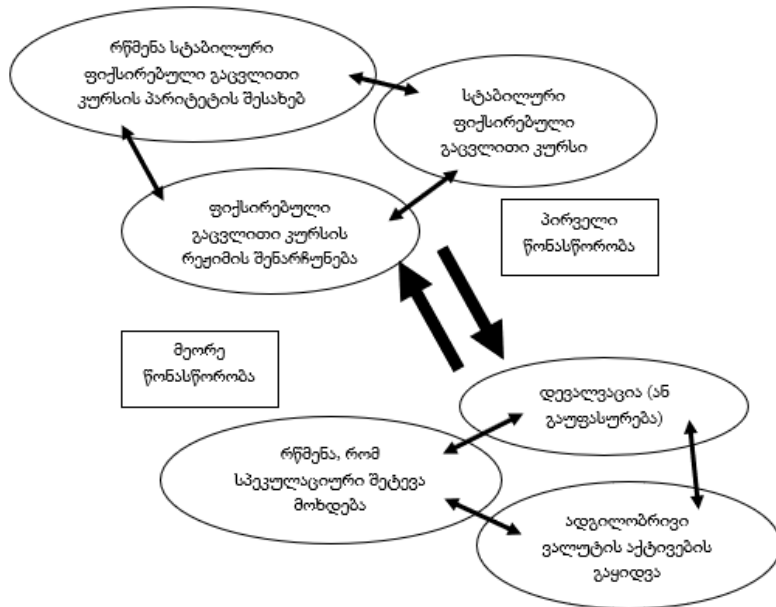 რწმენა სტაბილური
ფიქსირებული გაცვლითი
კურსის პარიტეტის შესახებ
სტაბილური
ფიქსირებული
გაცვლითი კურსი
ფიქსირებული
გაცვლითი კურსის
რეჟიმის შენარჩუნება
პირველი
წონასწორობა
მეორე
წონასწორობა
დევალვაცია (ან
გაუფასურება)
რწმენა, რომ
სპეკულაციური შეტევა
მოხდება
ადგილობრივი
ვალუტის აქტივების
გაყიდვა